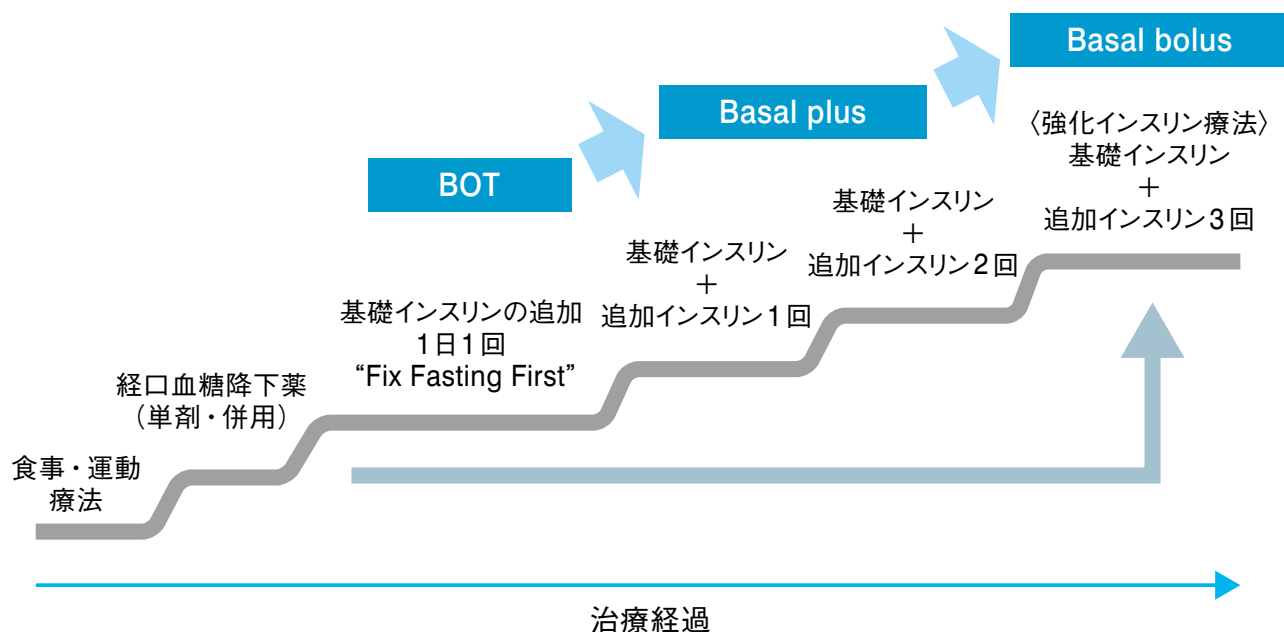 Basal bolus
Basal plus
BOT
〈強化インスリン療法〉
基礎インスリン
+
追加インスリン3回
基礎インスリン
+
追加インスリン2回
基礎インスリン
+
追加インスリン1回
基礎インスリンの追加
1日1回
“Fix Fasting First”
経口血糖降下薬
（単剤・併用）
食事・運動
療法
治療経過